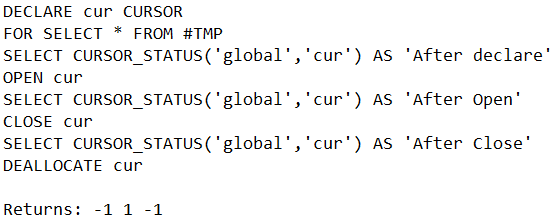 DECLARE cur CURSOR
FOR SELECT * FROM #TMP
SELECT CURSOR_STATUS('global','cur') AS 'After declare'
OPEN cur
SELECT CURSOR_STATUS('global','cur') AS 'After Open'
CLOSE cur
SELECT CURSOR_STATUS('global','cur') AS 'After Close'
DEALLOCATE cur
Returns: -1 1 -1